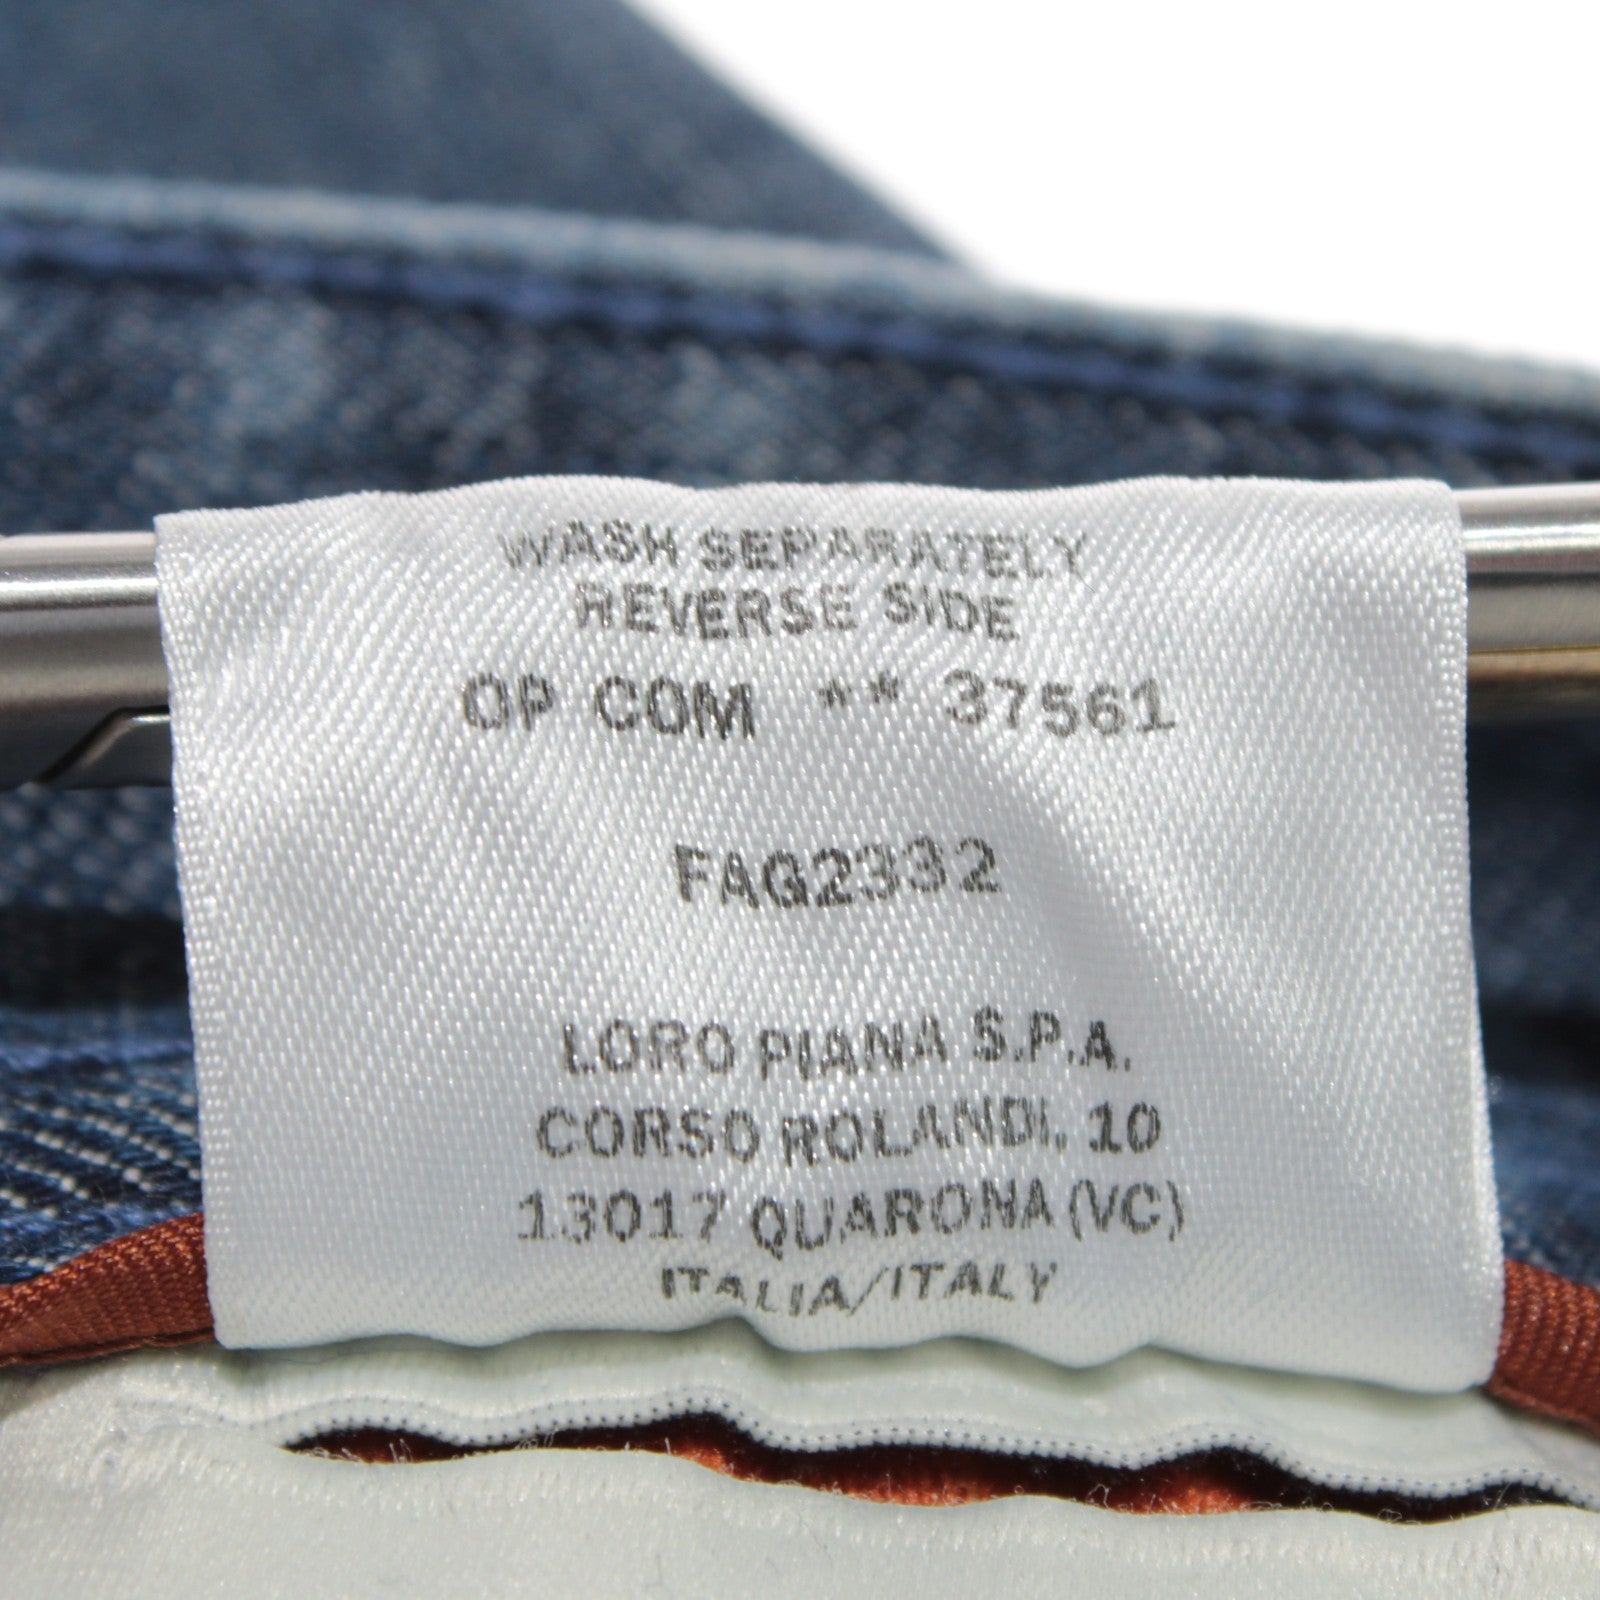 WASH SEPARATELY
REVERSE SIDE
OP COM ** 37561
FAG2332
LORO PIANA S.P.A.
CORSO ROLANDI, 10
13017 QUARONA (VC)
ITALIA/ITALY